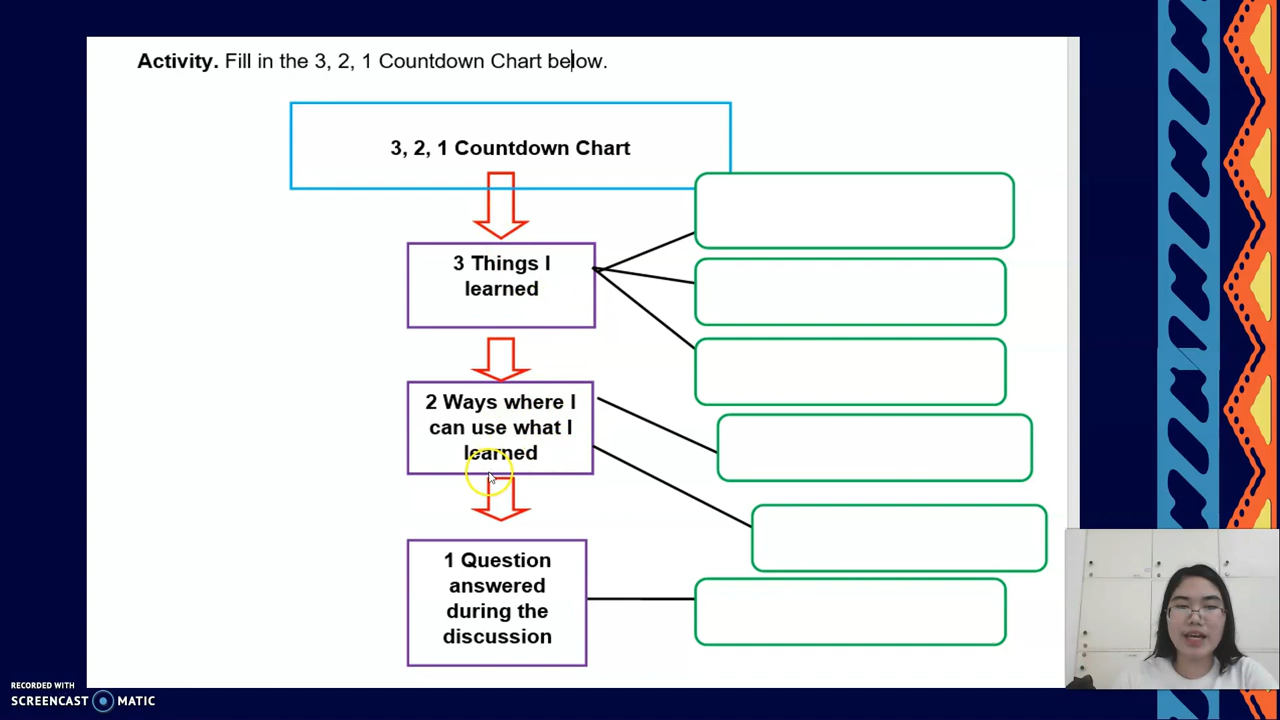 Activity. Fill in the 3, 2, 1 Countdown Chart below.
3, 2, 1 Countdown Chart
3 Things I
learned
2 Ways where I
can use what I
learned
1 Question
answered
during the
discussion
RECORDED WITH
SCREENCAST MATIC